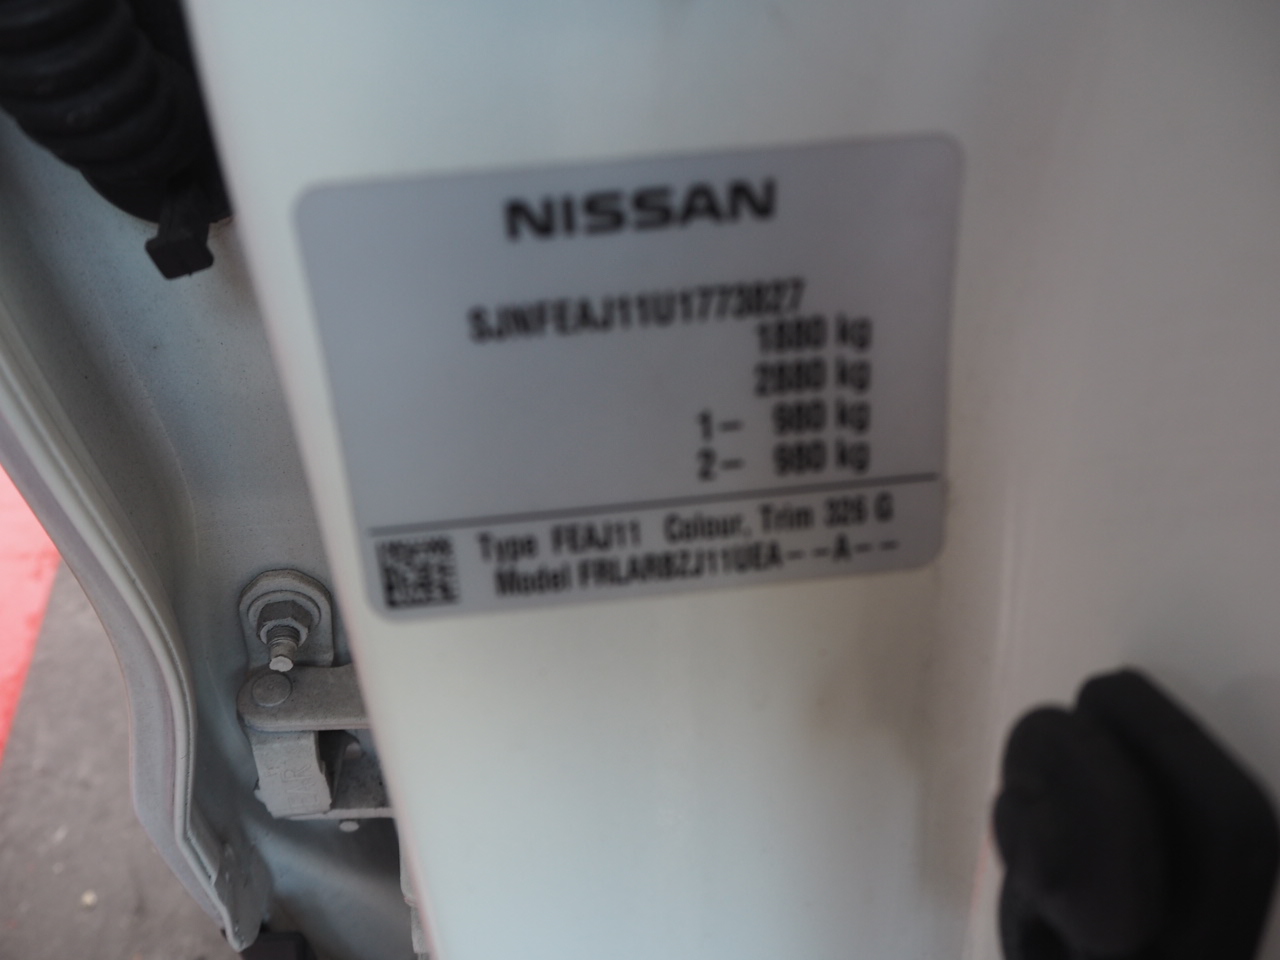 NISSAN
SJNFEAJ11U1773827
1880 kg
2880 kg
1– 980 kg
2– 980 kg
Type FEAJ11 Colour, Trim 326 G
Model FRLARBZJ11UEA--A--